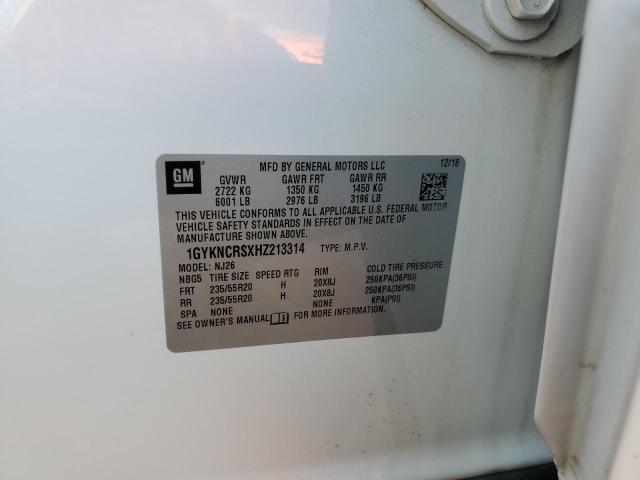 GM
MFD BY GENERAL MOTORS LLC 12/16
GVWR GAWR FRT GAWR RR
2722 KG 1350 KG 1450 KG
6001 LB 2976 LB 3196 LB
THIS VEHICLE CONFORMS TO ALL APPLICABLE U.S. FEDERAL MOTOR
VEHICLE SAFETY STANDARDS IN EFFECT ON THE DATE OF
MANUFACTURE SHOWN ABOVE.
1GYKNCRSXHZ213314 TYPE: M.P.V.
MODEL: NJ26
NBG5 TIRE SIZE SPEED RTG RIM COLD TIRE PRESSURE
FRT 235/55R20 H 20X8J 250KPA(36PSI)
RR 235/55R20 H 20X8J 250KPA(36PSI)
SPA NONE NONE KPA(PSI)
SEE OWNER'S MANUAL FOR MORE INFORMATION.